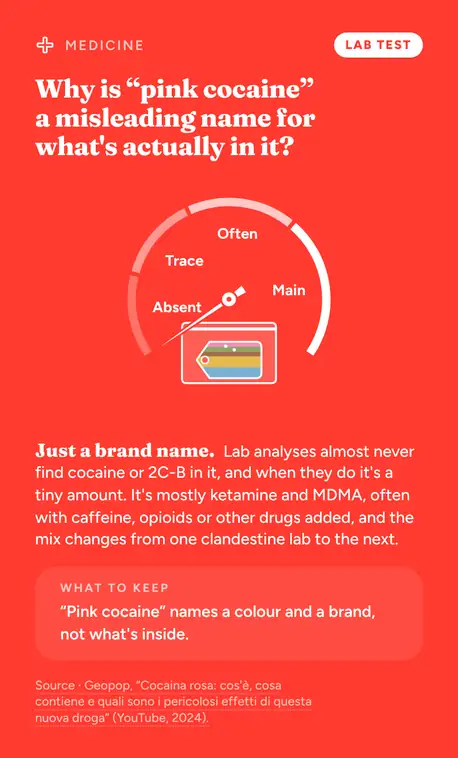 MEDICINE
LAB TEST
Why is “pink cocaine”
a misleading name for
what's actually in it?
Often
Trace
Main
Absent
Just a brand name. Lab analyses almost never
find cocaine or 2C-B in it, and when they do it's a
tiny amount. It's mostly ketamine and MDMA, often
with caffeine, opioids or other drugs added, and the
mix changes from one clandestine lab to the next.
WHAT TO KEEP
“Pink cocaine” names a colour and a brand,
not what's inside.
Source · Geopop, “Cocaina rosa: cos'è, cosa
contiene e quali sono i pericolosi effetti di questa
nuova droga” (YouTube, 2024).